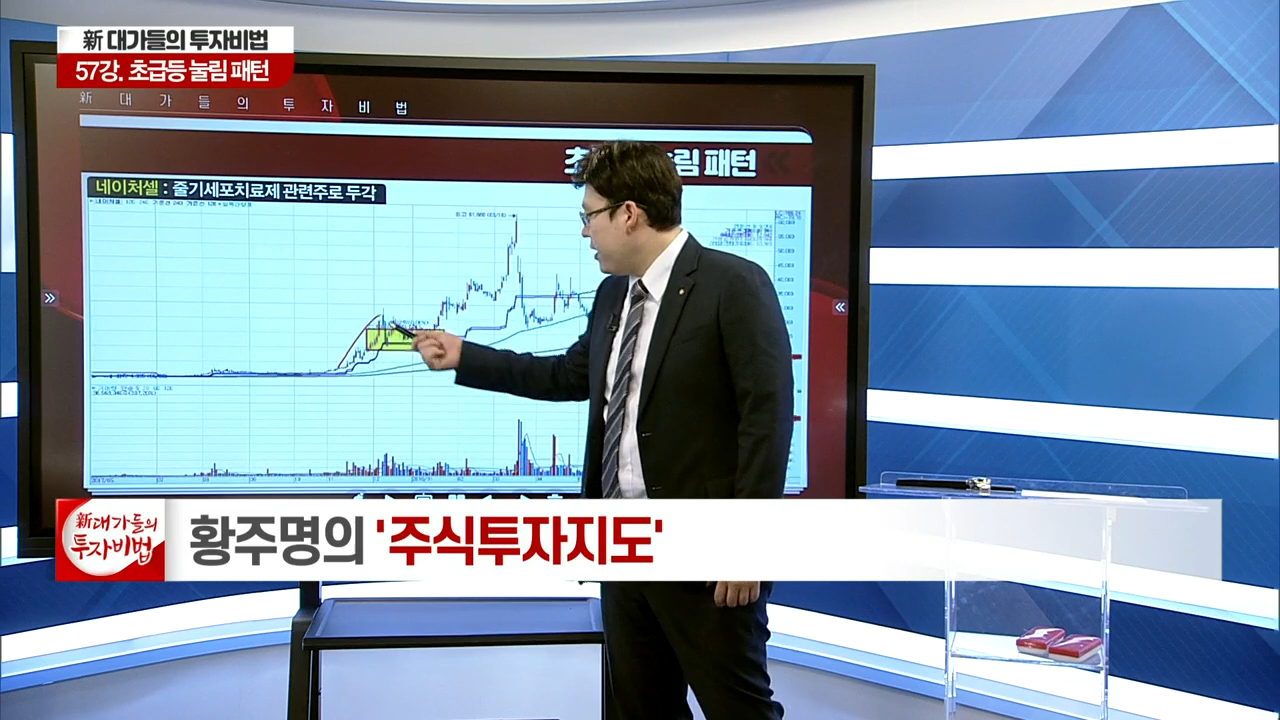 新 대가들의 투자비법
57강. 초급등 눌림 패턴
新 대가들의 투자비법
림 패턴
네이처셀 : 줄기세포치료제 관련주로 두각
新대가들의
투자비법
황주명의 '주식투자지도'